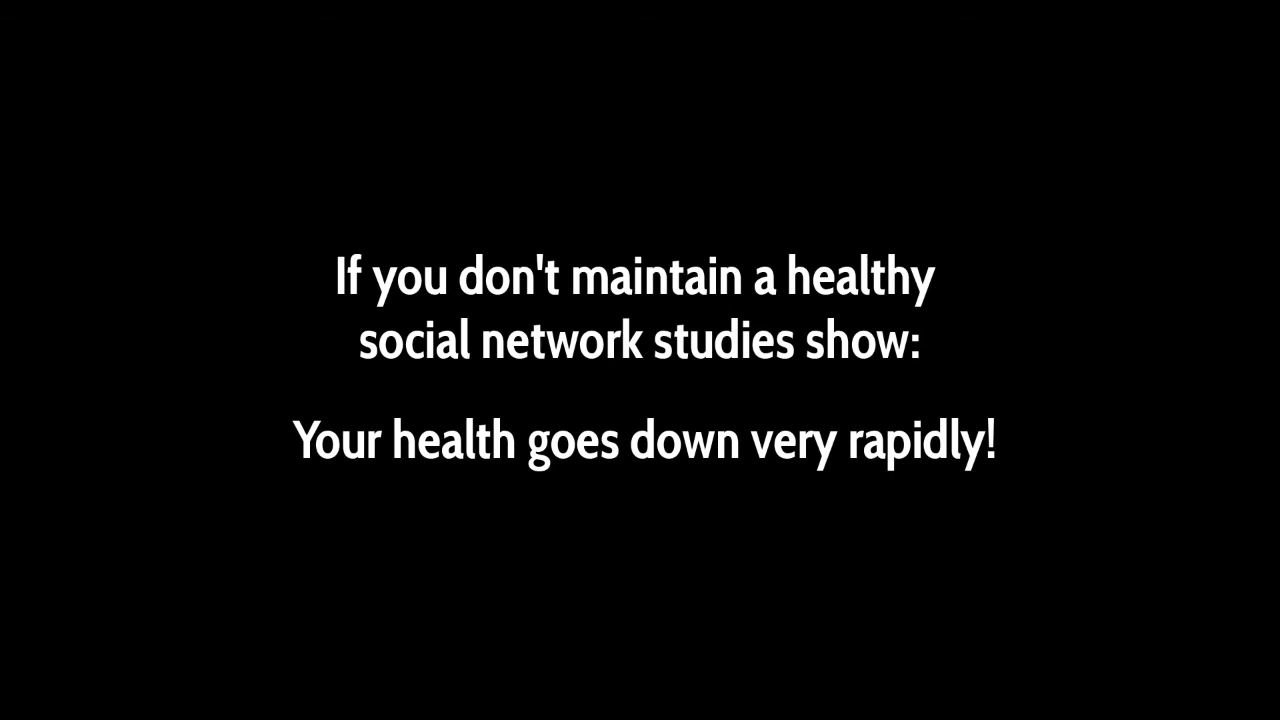 If you don't maintain a healthy
social network studies show:
Your health goes down very rapidly!